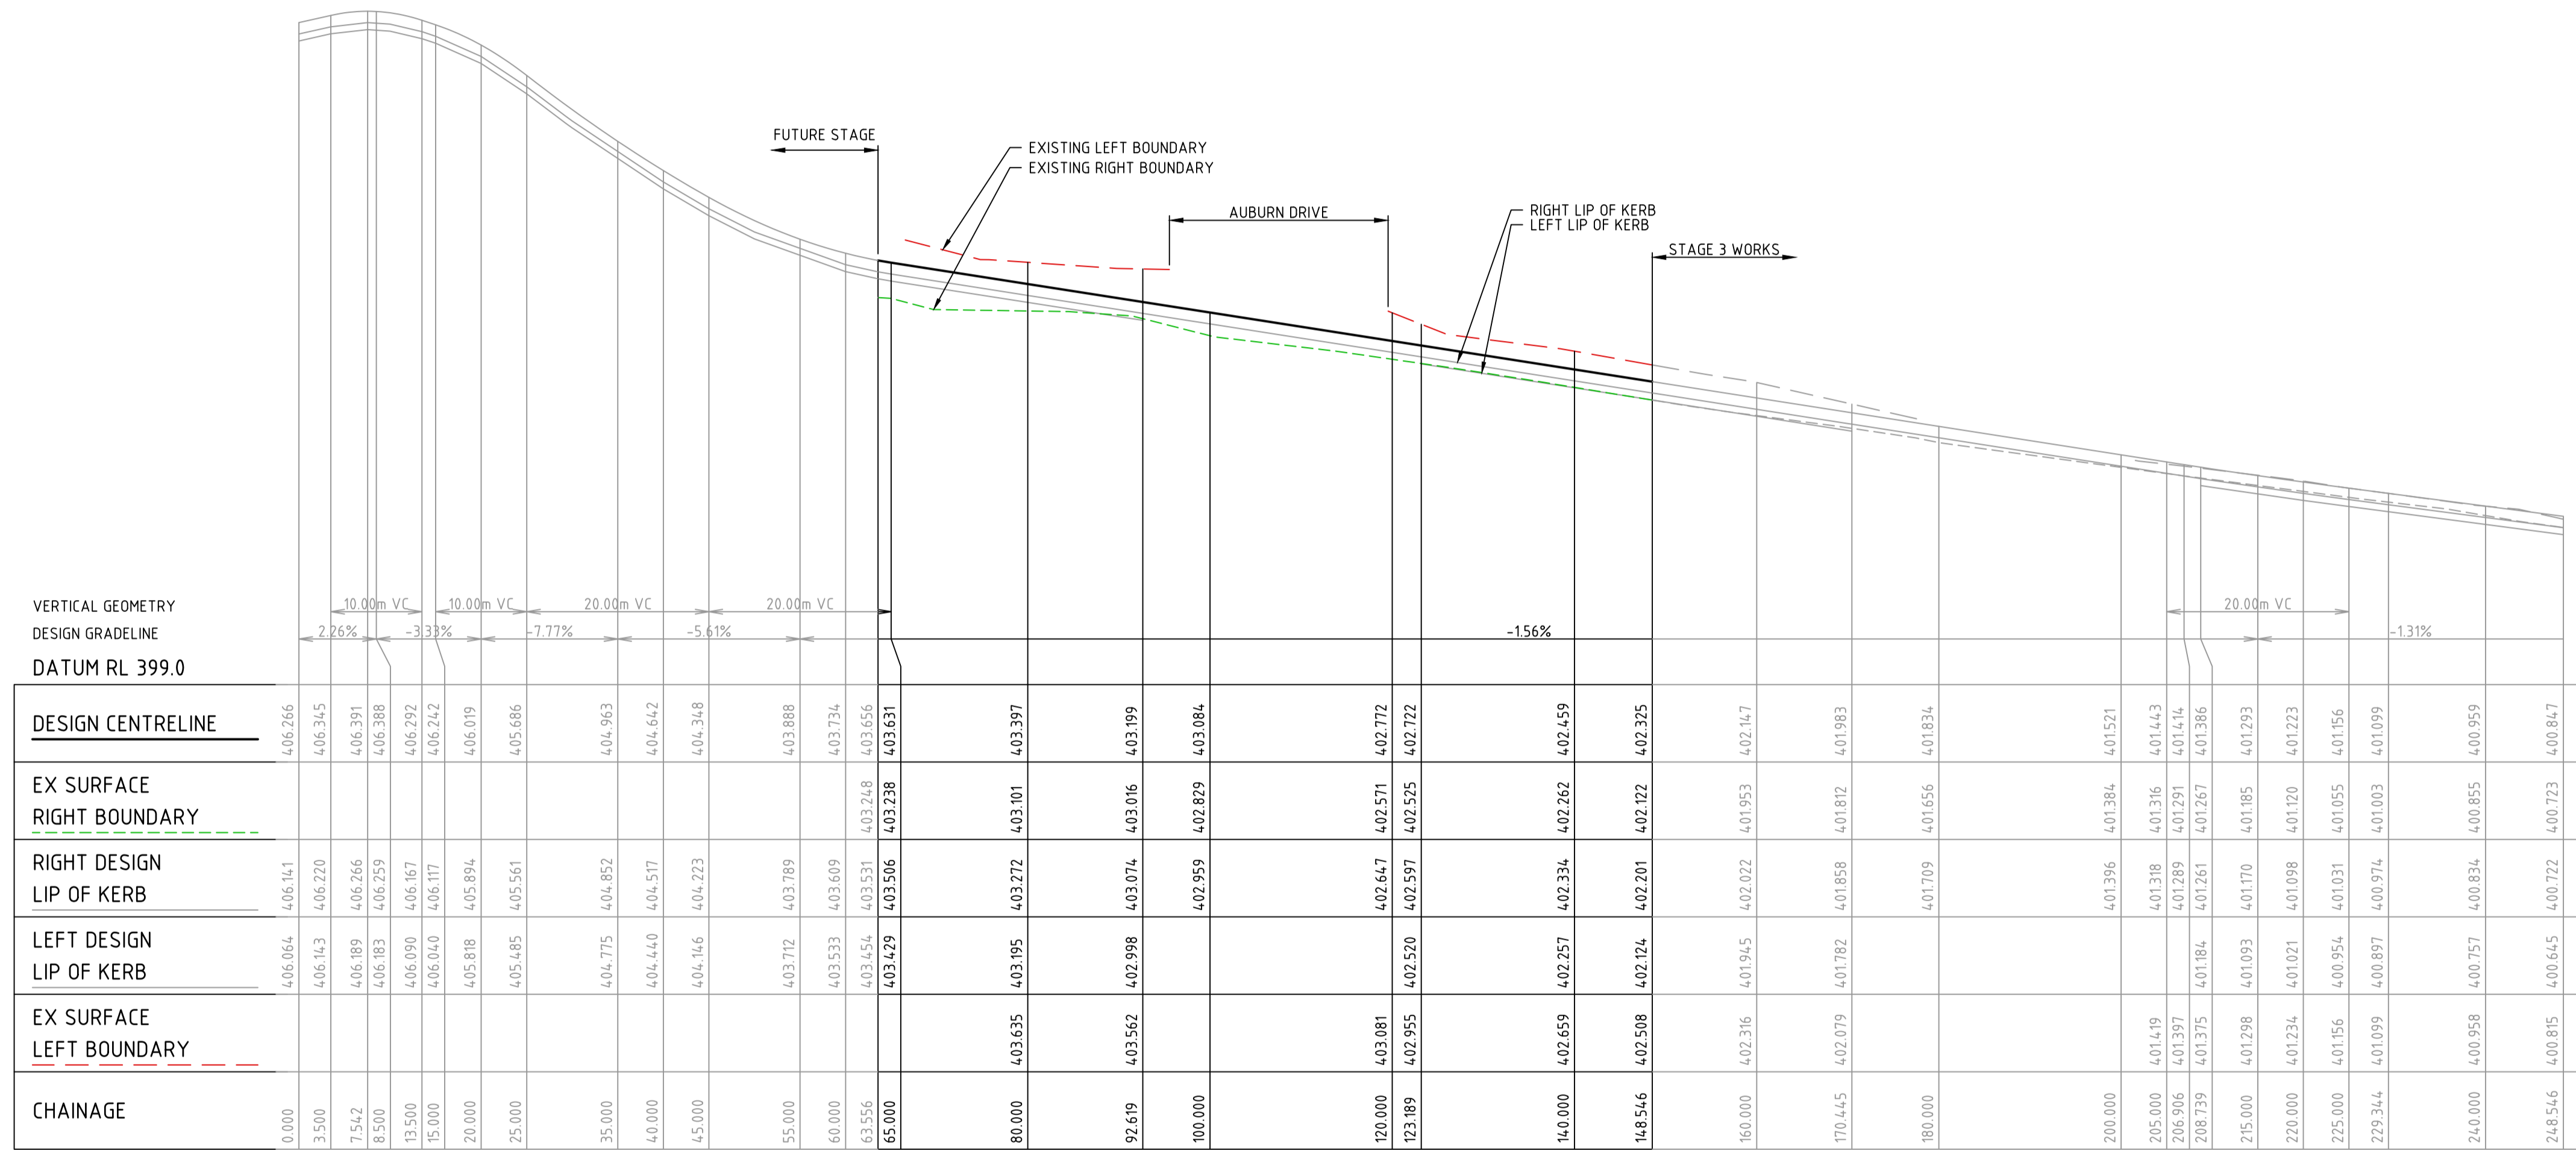 FUTURE STAGE
EXISTING LEFT BOUNDARY
EXISTING RIGHT BOUNDARY
AUBURN DRIVE
RIGHT LIP OF KERB
LEFT LIP OF KERB
STAGE 3 WORKS
VERTICAL GEOMETRY 10.00m VC 10.00m VC 20.00m VC 20.00m VC 20.00m VC
DESIGN GRADELINE 2.26% -3.33% -7.77% -5.61% -1.56% -1.31%
DATUM RL 399.0
DESIGN CENTRELINE 406.266 406.345 406.391 406.388 406.292 406.242 406.019 405.686 404.963 404.642 404.348 403.888 403.734 403.656 403.631 403.397 403.199 403.084 402.772 402.722 402.459 402.325 402.147 401.983 401.834 401.521 401.443 401.414 401.386 401.293 401.223 401.156 401.099 400.959 400.847
EX SURFACE
RIGHT BOUNDARY 403.248 403.238 403.101 403.016 402.829 402.571 402.525 402.262 402.122 401.953 401.812 401.656 401.384 401.316 401.291 401.267 401.185 401.120 401.055 401.003 400.855 400.723
RIGHT DESIGN
LIP OF KERB 406.141 406.220 406.266 406.259 406.167 406.117 405.894 405.561 404.852 404.517 404.223 403.789 403.609 403.531 403.506 403.272 403.074 402.959 402.647 402.597 402.334 402.201 402.022 401.858 401.709 401.396 401.318 401.289 401.261 401.170 401.098 401.031 400.974 400.834 400.722
LEFT DESIGN
LIP OF KERB 406.064 406.143 406.189 406.183 406.090 406.040 405.818 405.485 404.775 404.440 404.146 403.712 403.533 403.454 403.429 403.195 402.998 402.520 402.257 402.124 401.945 401.782 401.184 401.093 401.021 400.954 400.897 400.757 400.645
EX SURFACE
LEFT BOUNDARY 403.635 403.562 403.081 402.955 402.659 402.508 402.316 402.079 401.419 401.397 401.375 401.298 401.234 401.156 401.099 400.958 400.815
CHAINAGE 0.000 3.500 7.542 8.500 13.500 15.000 20.000 25.000 35.000 40.000 45.000 55.000 60.000 63.556 65.000 80.000 92.619 100.000 120.000 123.189 140.000 148.546 160.000 170.445 180.000 200.000 205.000 206.906 208.739 215.000 220.000 225.000 229.344 240.000 248.546